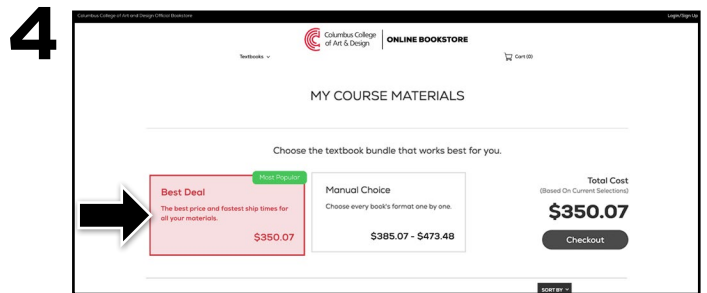 4
Columbus College of Art and Design Official Bookstore
Login/Sign Up
Columbus College
of Art & Design
ONLINE BOOKSTORE
Textbooks
Cart (0)
MY COURSE MATERIALS
Choose the textbook bundle that works best for you.
Most Popular
Best Deal
The best price and fastest ship times for
all your materials.
$350.07
Manual Choice
Choose every book's format one by one.
$385.07 - $473.48
Total Cost
(Based On Current Selections)
$350.07
Checkout
SORT BY